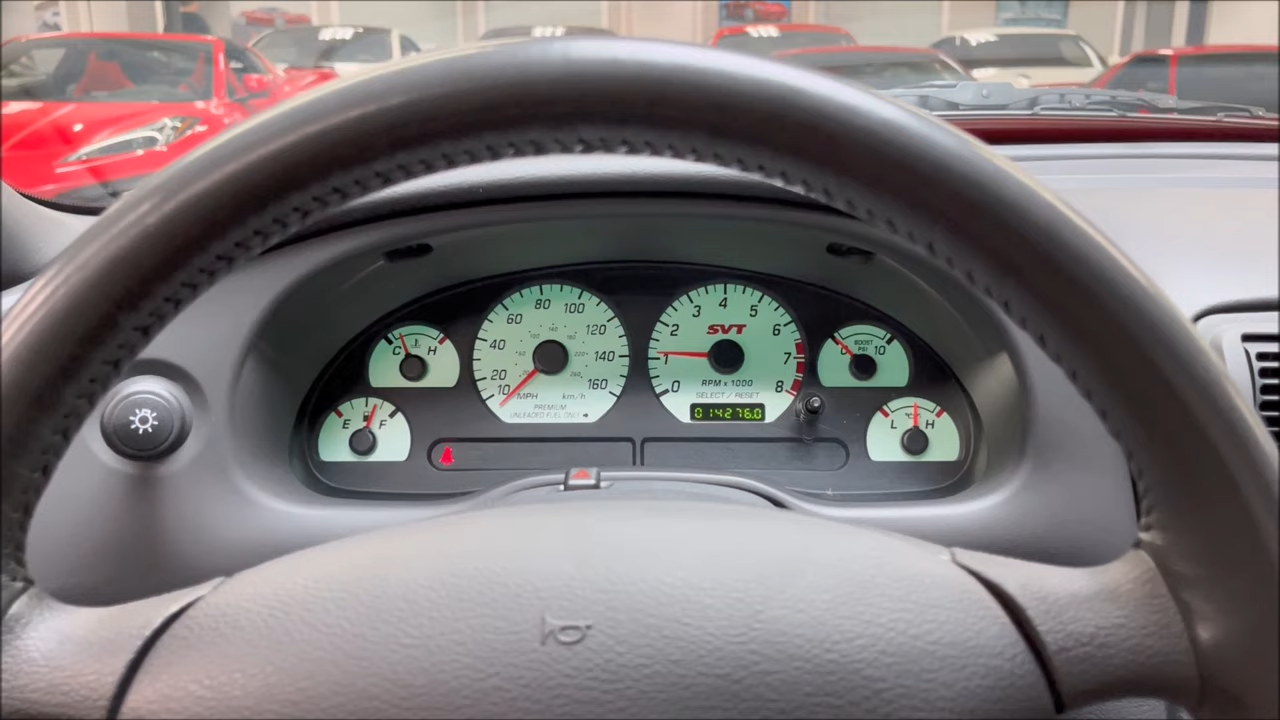 C H
E F
10 20 40 60 80 100 120 140 160
MPH km/h
PREMIUM
UNLEADED FUEL ONLY
0 1 2 3 4 5 6 7 8
SVT
RPM x 1000
SELECT / RESET
014276.0
BOOST
PSI 10
L H